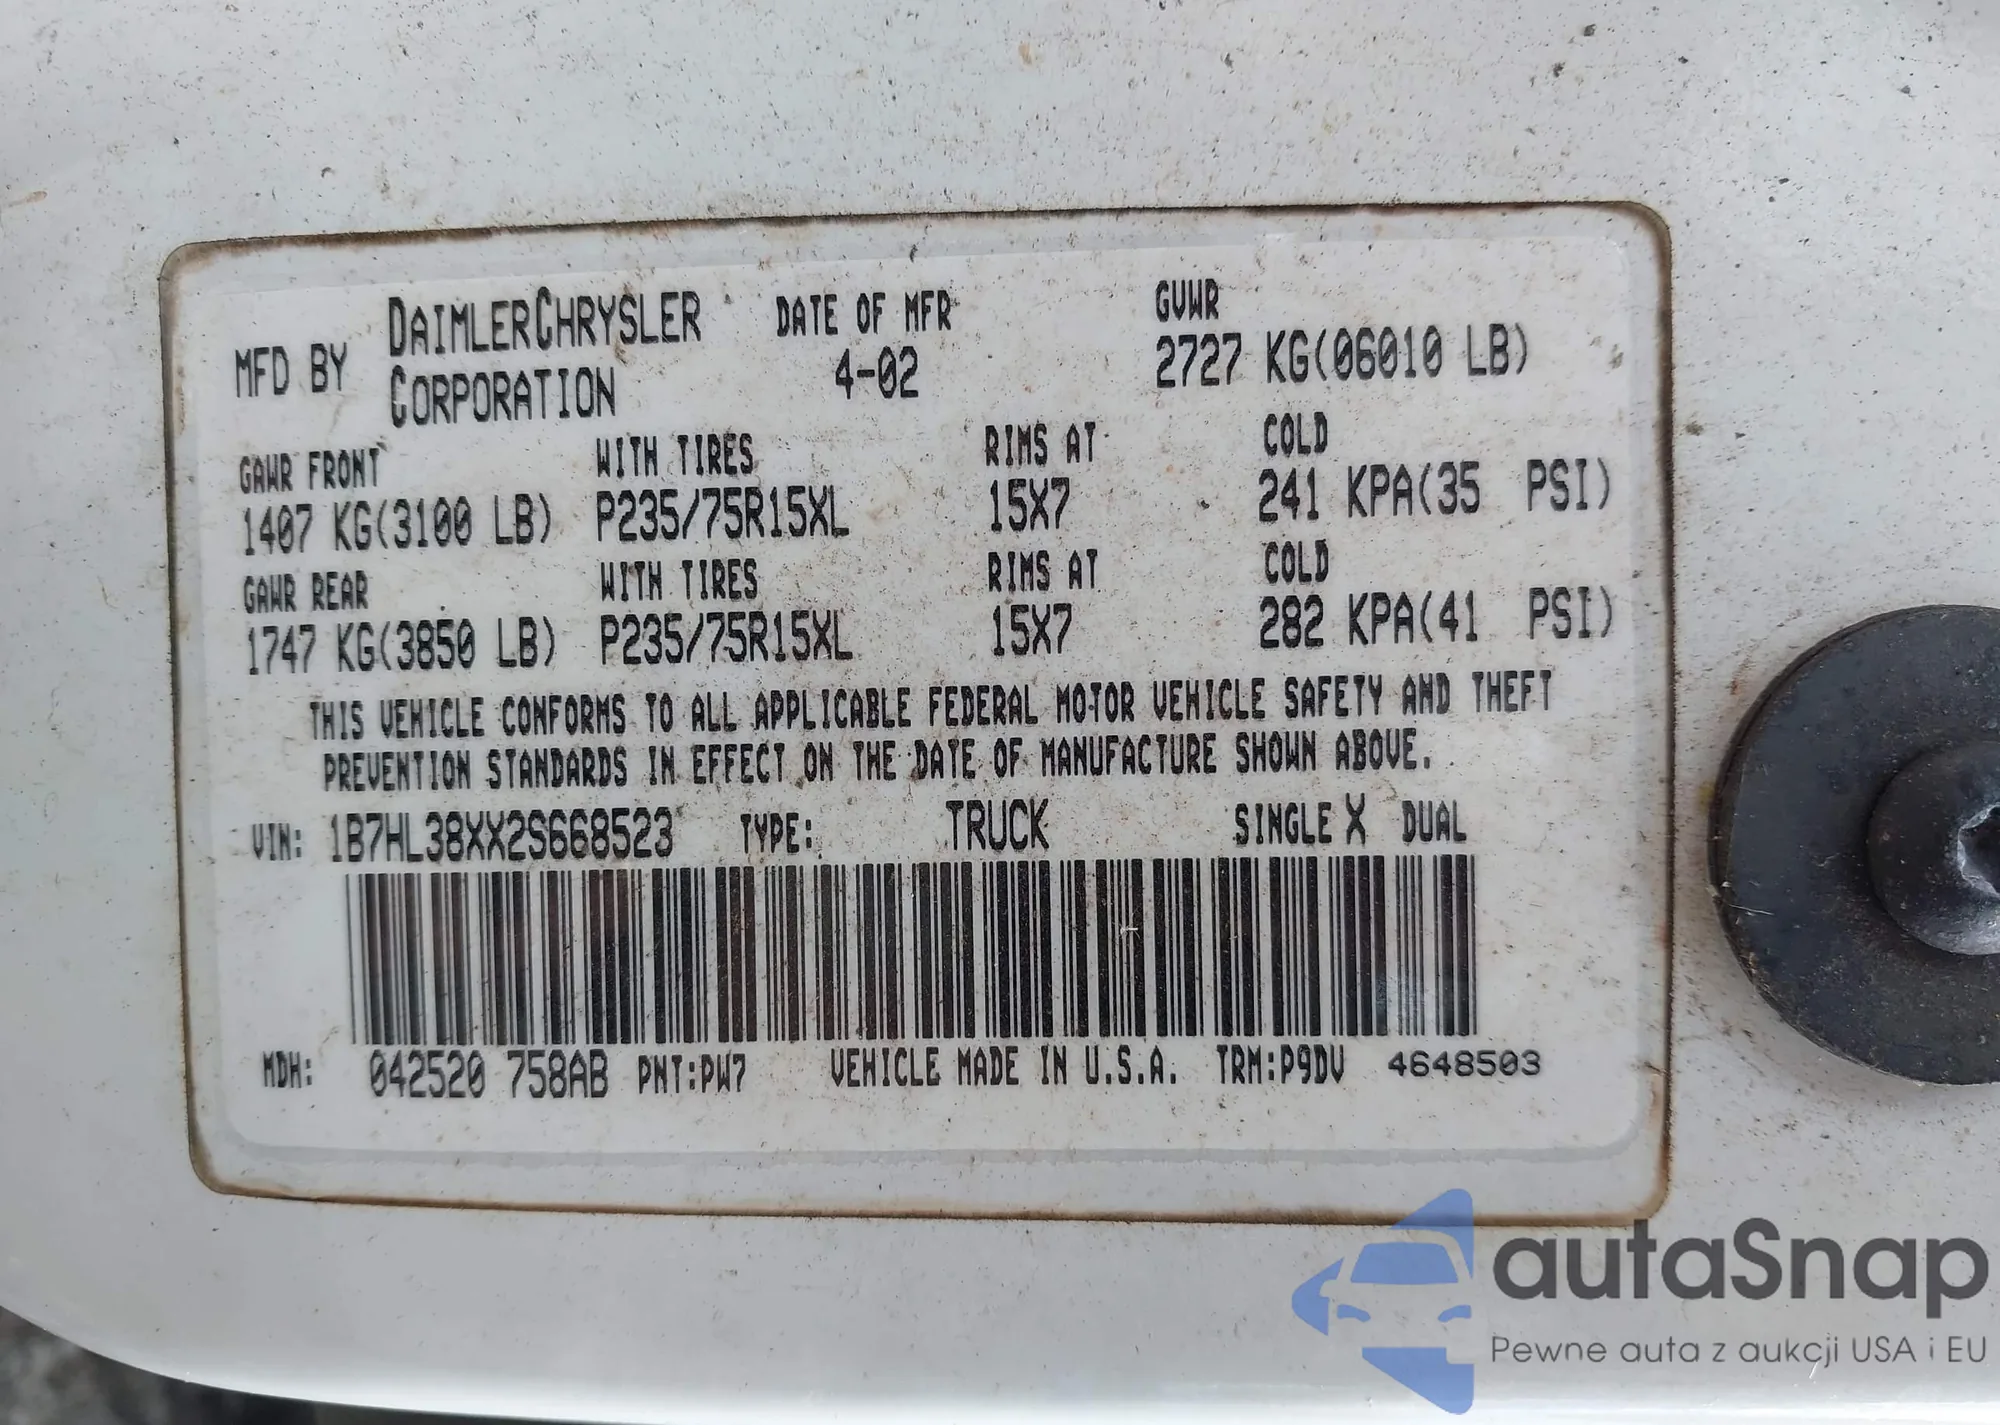 MFD BY DAIMLERCHRYSLER CORPORATION DATE OF MFR 4-02 GVWR 2727 KG(06010 LB)
GAWR FRONT WITH TIRES RIMS AT COLD
1407 KG(3100 LB) P235/75R15XL 15X7 241 KPA(35 PSI)
GAWR REAR WITH TIRES RIMS AT COLD
1747 KG(3850 LB) P235/75R15XL 15X7 282 KPA(41 PSI)
THIS VEHICLE CONFORMS TO ALL APPLICABLE FEDERAL MOTOR VEHICLE SAFETY AND THEFT
PREVENTION STANDARDS IN EFFECT ON THE DATE OF MANUFACTURE SHOWN ABOVE.
VIN: 1B7HL38XX2S668523 TYPE: TRUCK SINGLE X DUAL
MDH: 042520 758AB PNT:PW7 VEHICLE MADE IN U.S.A. TRM:P9DV 4648503
autaSnap
Pewne auta z aukcji USA i EU